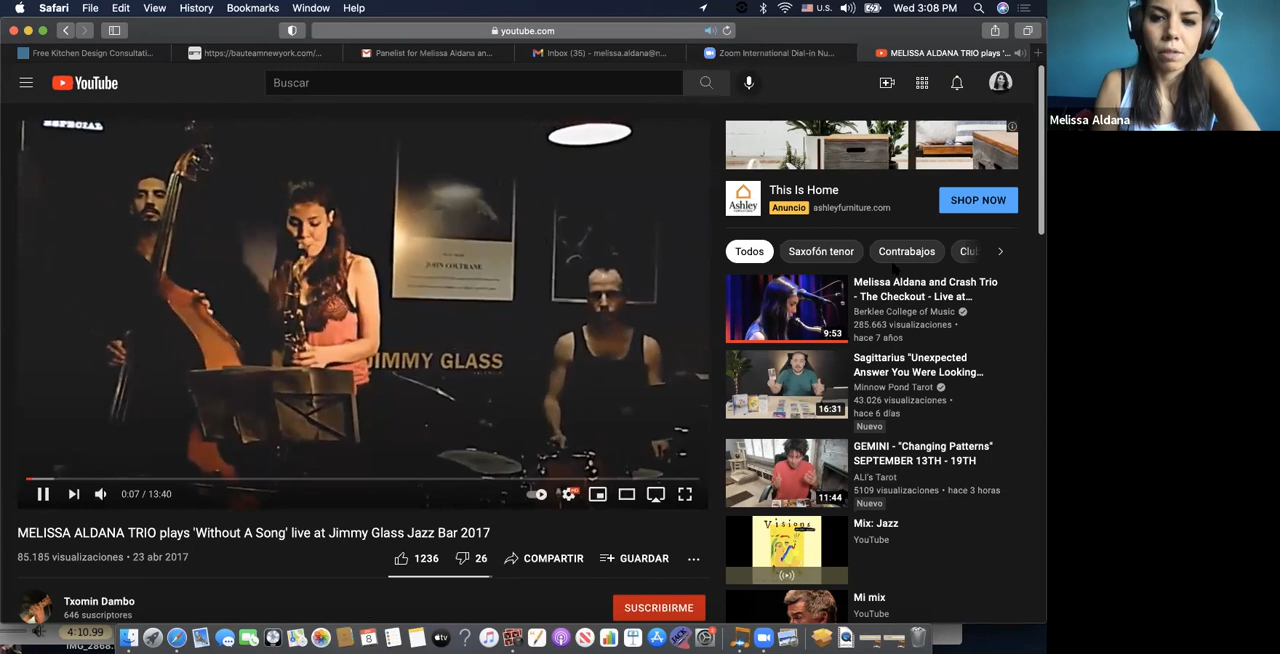 Safari File Edit View History Bookmarks Window Help
U.S. Wed 3:08 PM
youtube.com
Free Kitchen Design Consultati...
https://bauteamnewyork.com/...
Panelist for Melissa Aldana an...
Inbox (35) - melissa.aldana@n...
Zoom International Dial-in Nu...
MELISSA ALDANA TRIO plays '...
YouTube
Buscar
ESPECIAL
JOHN COLTRANE
JIMMY GLASS
0:07 / 13:40
HD
MELISSA ALDANA TRIO plays 'Without A Song' live at Jimmy Glass Jazz Bar 2017
85.185 visualizaciones • 23 abr 2017
1236 26 COMPARTIR GUARDAR ...
Txomin Dambo
646 suscriptores
SUSCRIBIRME
This Is Home
Ashley
Anuncio ashleyfurniture.com
SHOP NOW
Todos Saxofón tenor Contrabajos Clu
Melissa Aldana and Crash Trio
- The Checkout - Live at...
Berklee College of Music
285.663 visualizaciones •
hace 7 años
9:53
Sagittarius "Unexpected
Answer You Were Looking...
Minnow Pond Tarot
43.026 visualizaciones •
hace 6 días
Nuevo
16:31
GEMINI - "Changing Patterns"
SEPTEMBER 13TH - 19TH
ALI's Tarot
5109 visualizaciones • hace 3 horas
Nuevo
11:44
Visions
Mix: Jazz
YouTube
Mi mix
YouTube
4:10.99
IMG_2868.
8
tv
JACK
Melissa Aldana